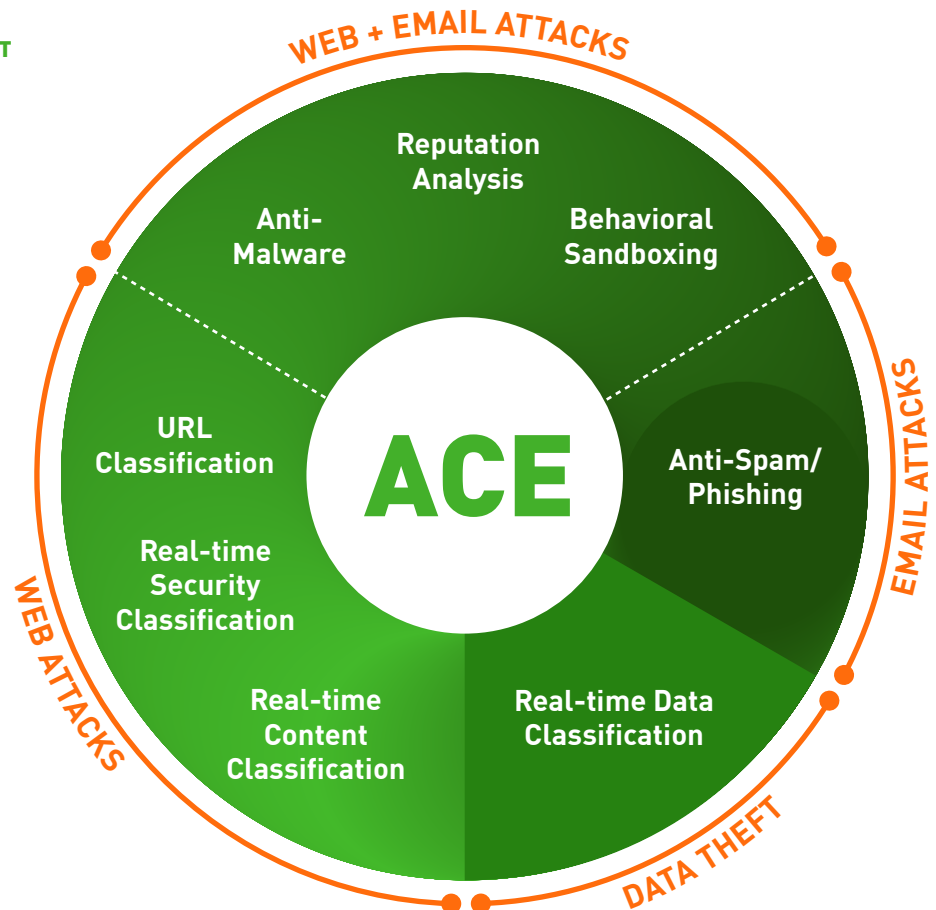 T
WEB + EMAIL ATTACKS
Reputation
Analysis
Anti-
Malware
Behavioral
Sandboxing
URL
Classification
ACE
Anti-Spam/
Phishing
EMAIL ATTACKS
Real-time
Security
Classification
WEB ATTACKS
Real-time
Content
Classification
Real-time Data
Classification
DATA THEFT